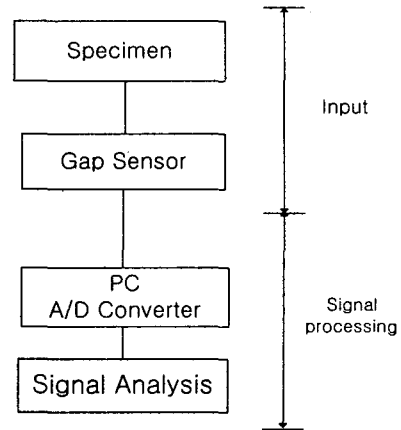 Specimen
Input
Gap Sensor
PC
A/D Converter
Signal
processing
Signal Analysis